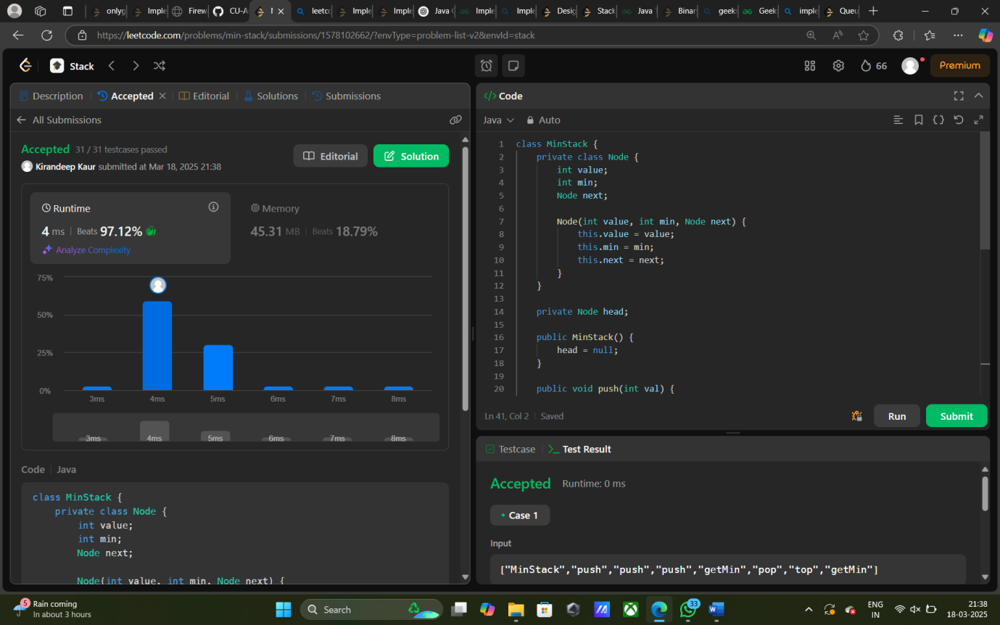 onlyg
Imple
Firew
CU-A
leetco
Imple
Imple
Java C
Imple
Imple
Desig
Stack
Java
Binar
geek
Geek
imple
Queu
https://leetcode.com/problems/min-stack/submissions/1578102662/?envType=problem-list-v2&envId=stack
Stack
66
Premium
Description
Accepted
Editorial
Solutions
Submissions
</> Code
All Submissions
Java
Auto
Accepted 31 / 31 testcases passed
Kirandeep Kaur submitted at Mar 18, 2025 21:38
Editorial
Solution
Runtime
4 ms | Beats 97.12%
Analyze Complexity
Memory
45.31 MB | Beats 18.79%
75%
50%
25%
0%
3ms 4ms 5ms 6ms 7ms 8ms
3ms 4ms 5ms 6ms 7ms 8ms
Code | Java
class MinStack {
private class Node {
int value;
int min;
Node next;
Node(int value, int min, Node next) {
1 class MinStack {
2 private class Node {
3 int value;
4 int min;
5 Node next;
6
7 Node(int value, int min, Node next) {
8 this.value = value;
9 this.min = min;
10 this.next = next;
11 }
12 }
13
14 private Node head;
15
16 public MinStack() {
17 head = null;
18 }
19
20 public void push(int val) {
Ln 41, Col 2 | Saved
Run
Submit
Testcase
Test Result
Accepted Runtime: 0 ms
Case 1
Input
["MinStack","push","push","push","getMin","pop","top","getMin"]
5
Rain coming
In about 3 hours
Search
33
ENG
IN
21:38
18-03-2025